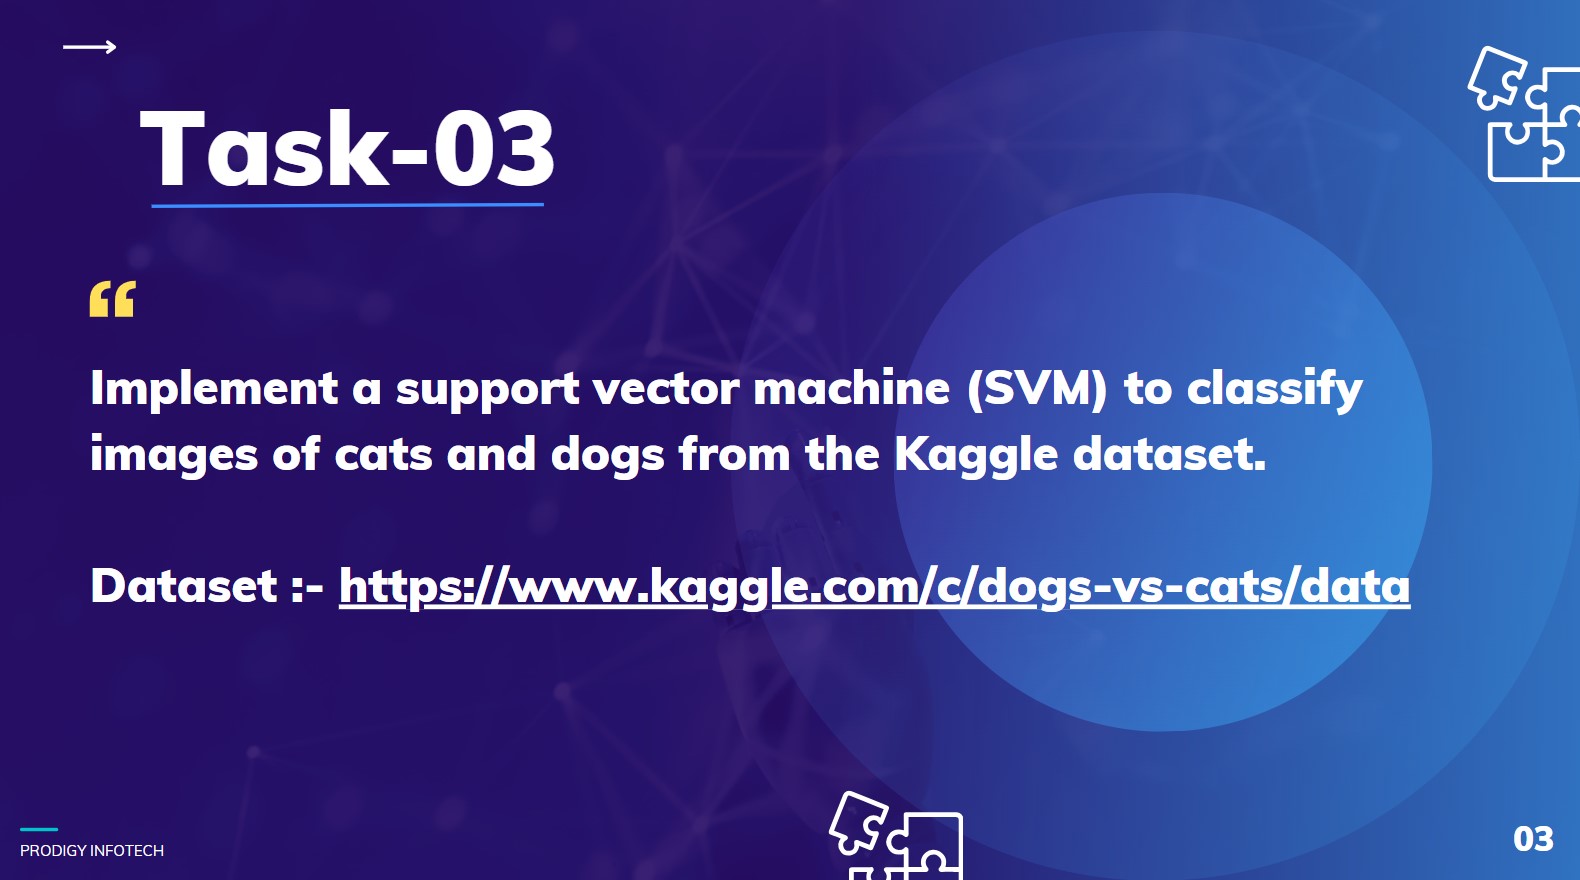 Task-03
“
Implement a support vector machine (SVM) to classify
images of cats and dogs from the Kaggle dataset.
Dataset :- https://www.kaggle.com/c/dogs-vs-cats/data
PRODIGY INFOTECH
03